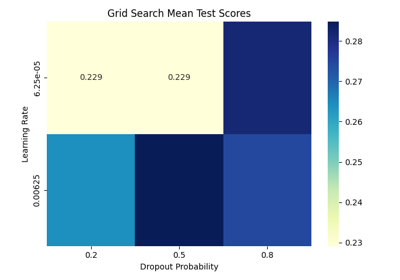 Grid Search Mean Test Scores
Learning Rate
6.25e-05
0.00625
0.229 0.229
0.2 0.5 0.8
Dropout Probability
0.28
0.27
0.26
0.25
0.24
0.23